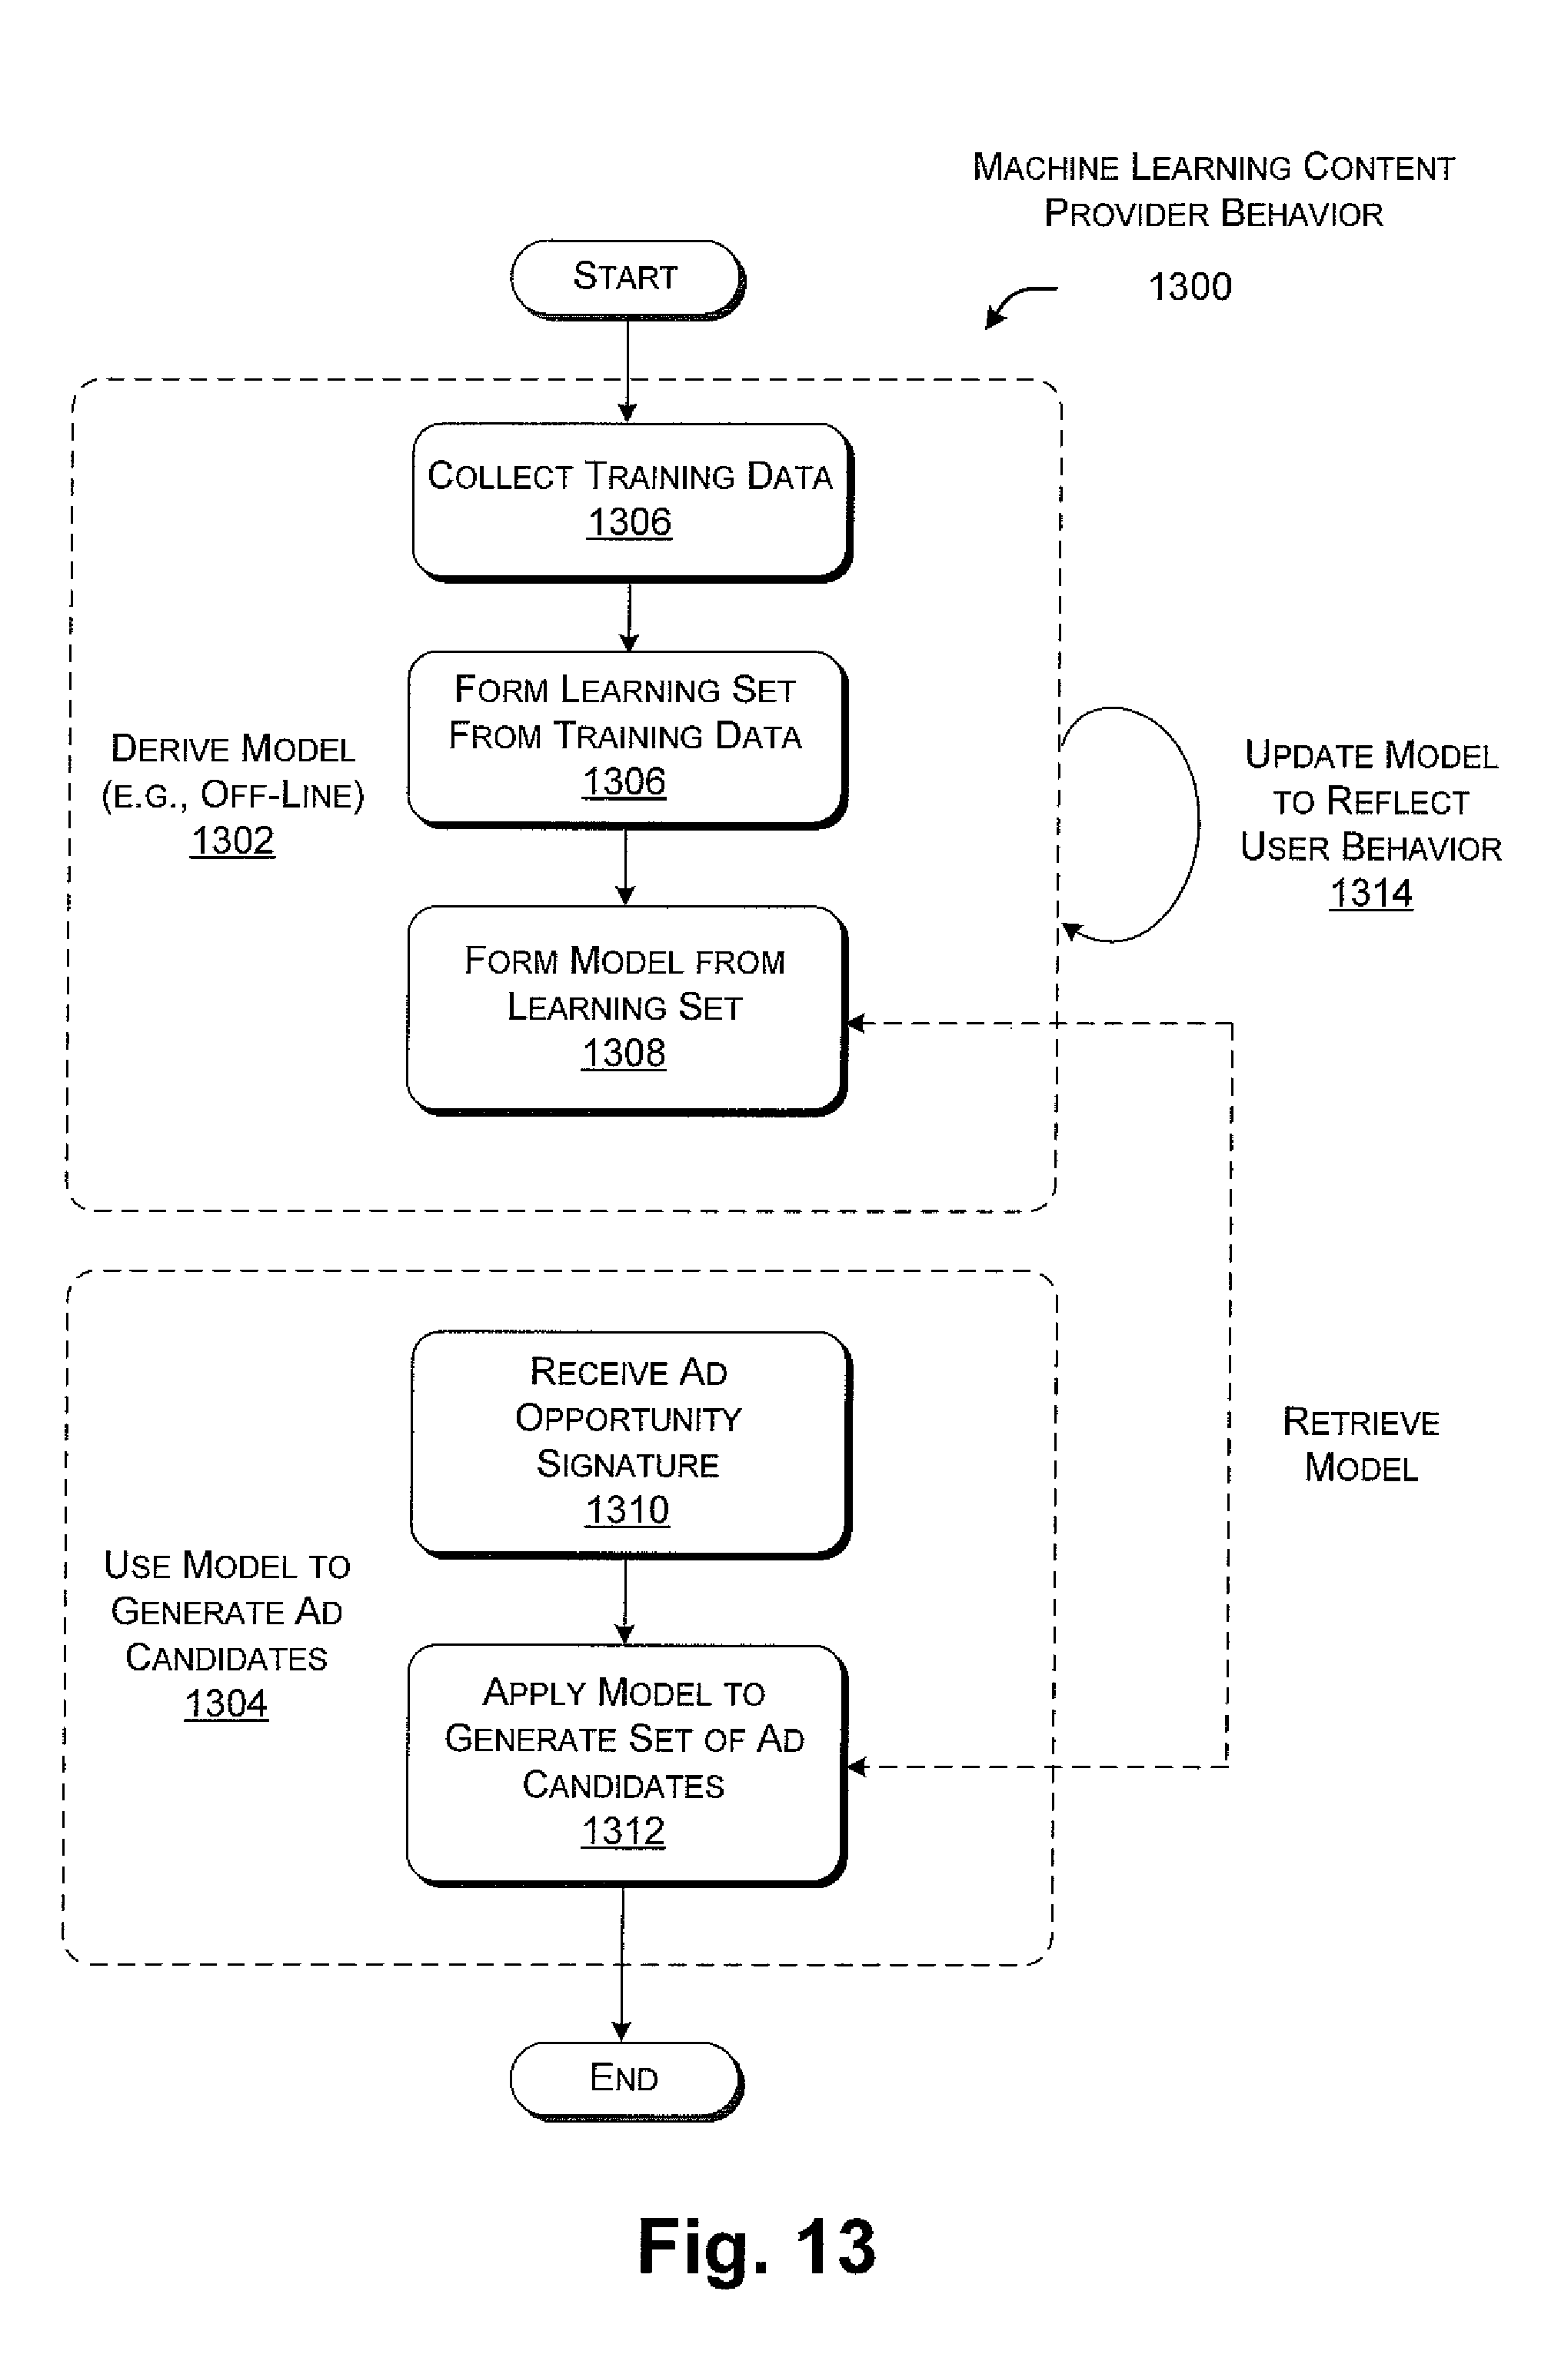 MACHINE LEARNING CONTENT
PROVIDER BEHAVIOR
1300
START
COLLECT TRAINING DATA
1306
FORM LEARNING SET
FROM TRAINING DATA
1306
DERIVE MODEL
(E.G., OFF-LINE)
1302
UPDATE MODEL
TO REFLECT
USER BEHAVIOR
1314
FORM MODEL FROM
LEARNING SET
1308
RECEIVE AD
OPPORTUNITY
SIGNATURE
1310
RETRIEVE
MODEL
USE MODEL TO
GENERATE AD
CANDIDATES
1304
APPLY MODEL TO
GENERATE SET OF AD
CANDIDATES
1312
END
Fig. 13